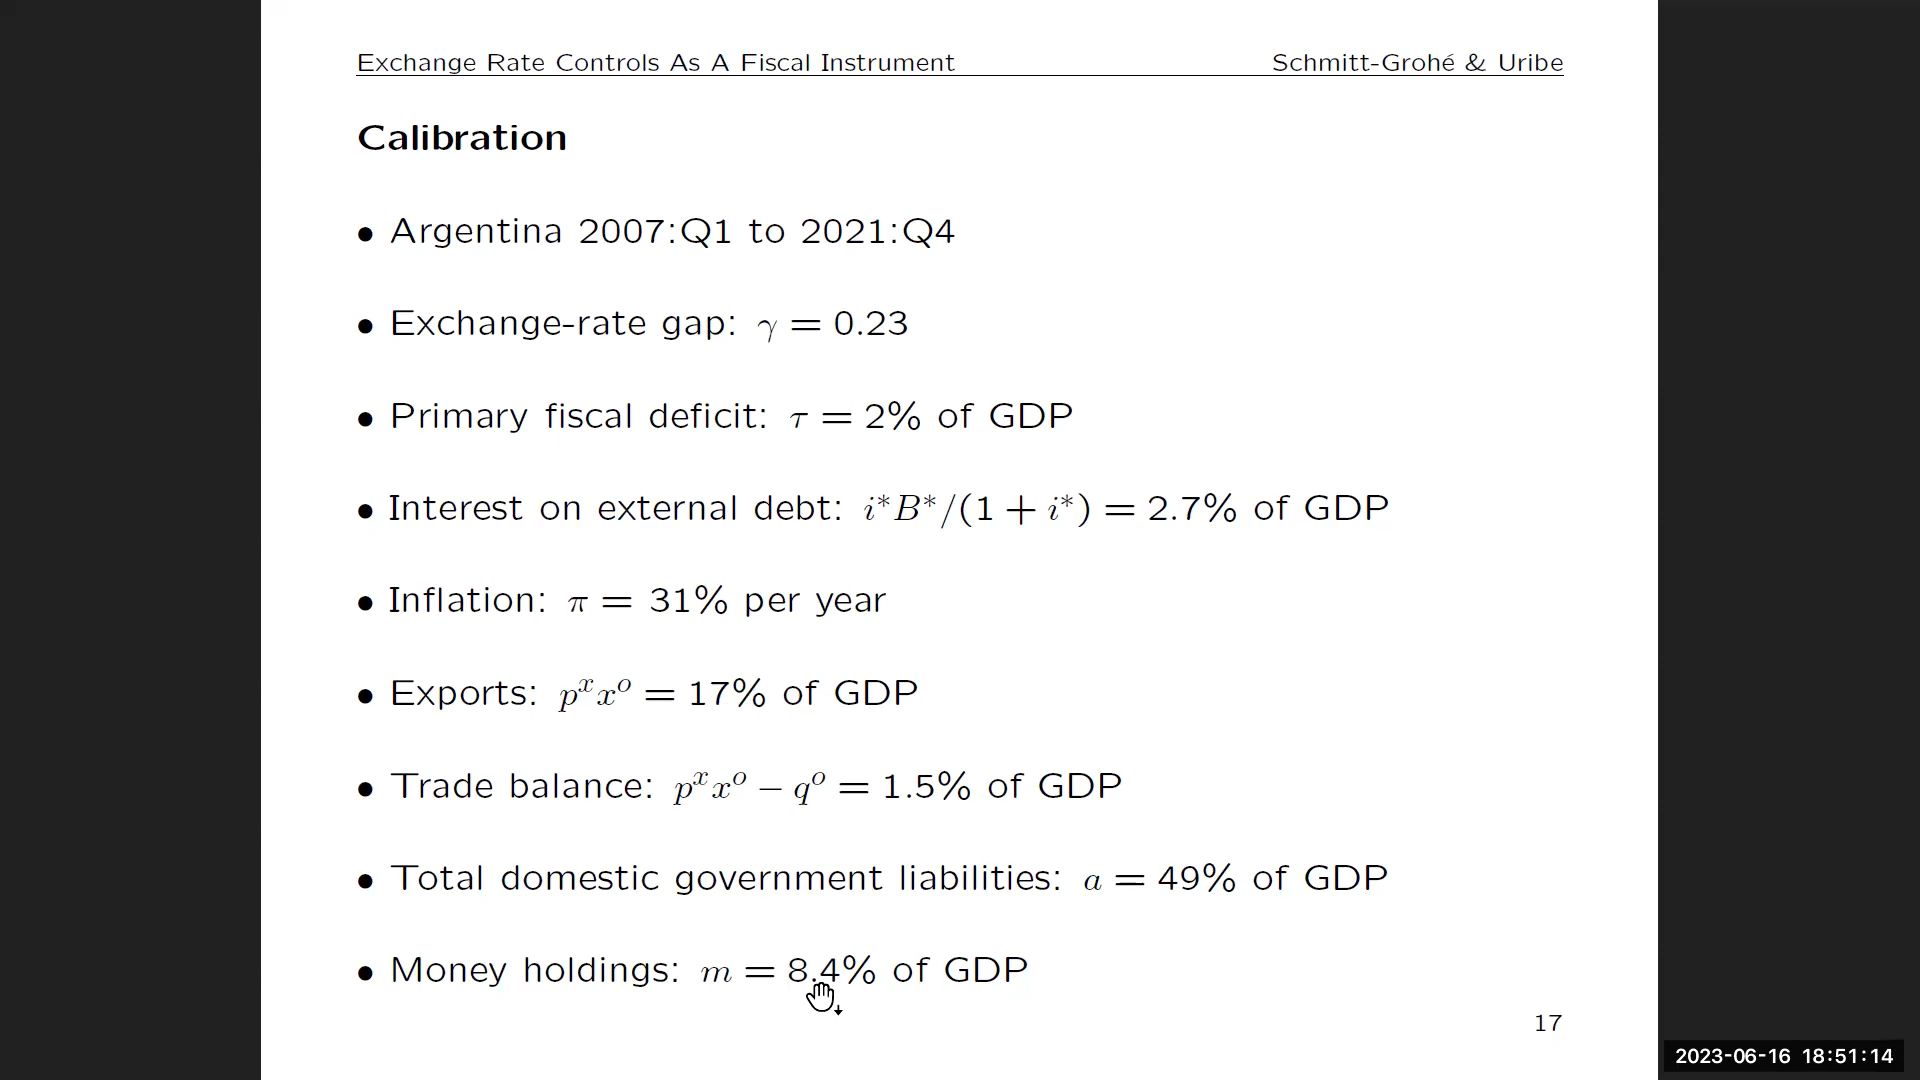 Exchange Rate Controls As A Fiscal Instrument Schmitt-Grohé & Uribe
Calibration
• Argentina 2007:Q1 to 2021:Q4
• Exchange-rate gap: γ = 0.23
• Primary fiscal deficit: τ = 2% of GDP
• Interest on external debt: i*B*/(1 + i*) = 2.7% of GDP
• Inflation: π = 31% per year
• Exports: pˣxᵒ = 17% of GDP
• Trade balance: pˣxᵒ − qᵒ = 1.5% of GDP
• Total domestic government liabilities: a = 49% of GDP
• Money holdings: m = 8.4% of GDP
17
2023-06-16 18:51:14